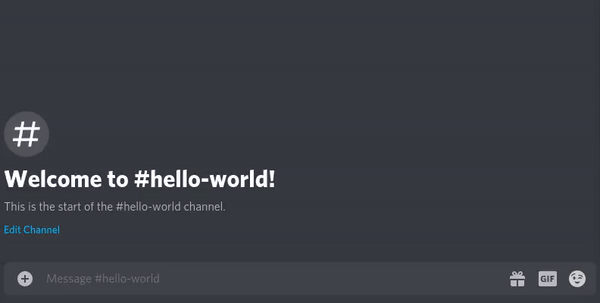 #
Welcome to #hello-world!
This is the start of the #hello-world channel.
Edit Channel
Message #hello-world
GIF